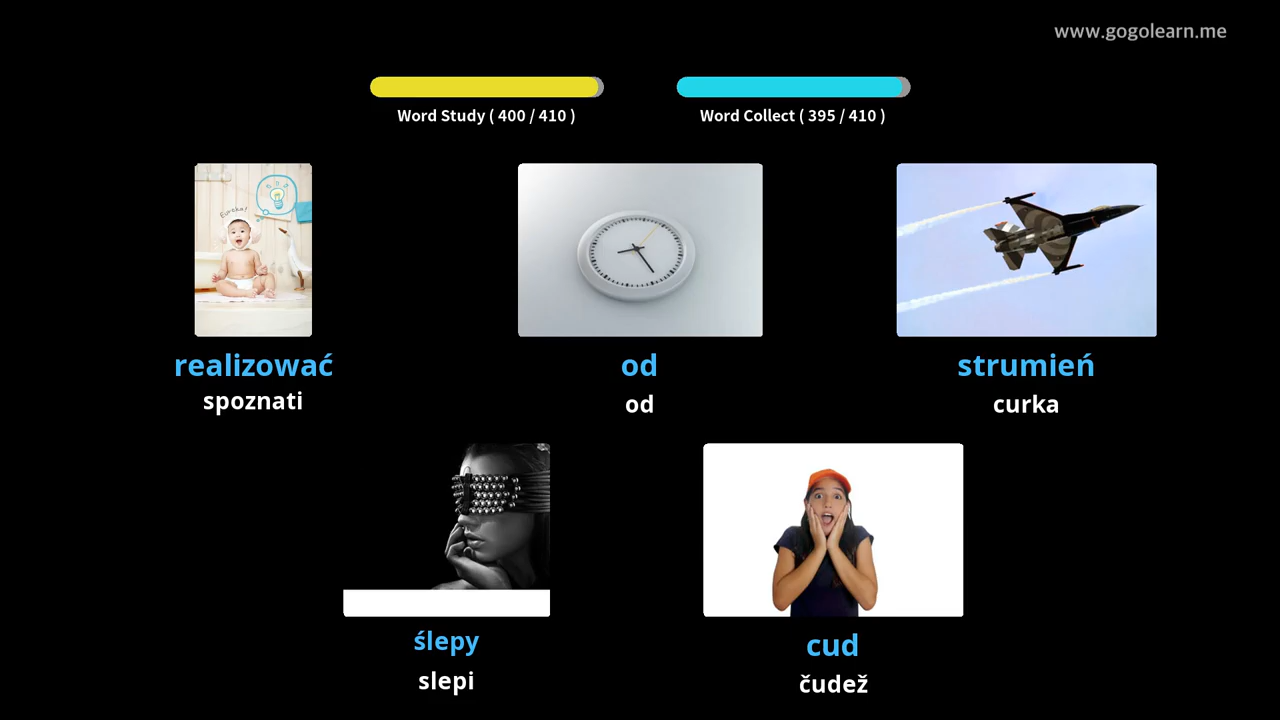 www.gogolearn.me
Word Study ( 400 / 410 )
Word Collect ( 395 / 410 )
Eureka!
realizować
od
strumień
spoznati
od
curka
ślepy
cud
slepi
čudež